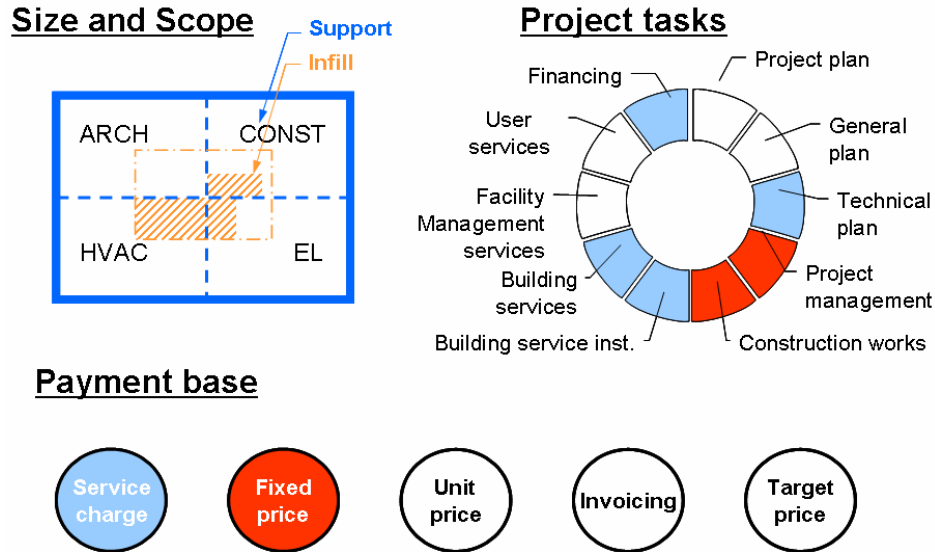 Size and Scope
Support
Infill
ARCH
CONST
HVAC
EL
Project tasks
Project plan
Financing
General
plan
User
services
Technical
plan
Facility
Management
services
Project
management
Building
services
Building service inst.
Construction works
Payment base
Service
charge
Fixed
price
Unit
price
Invoicing
Target
price